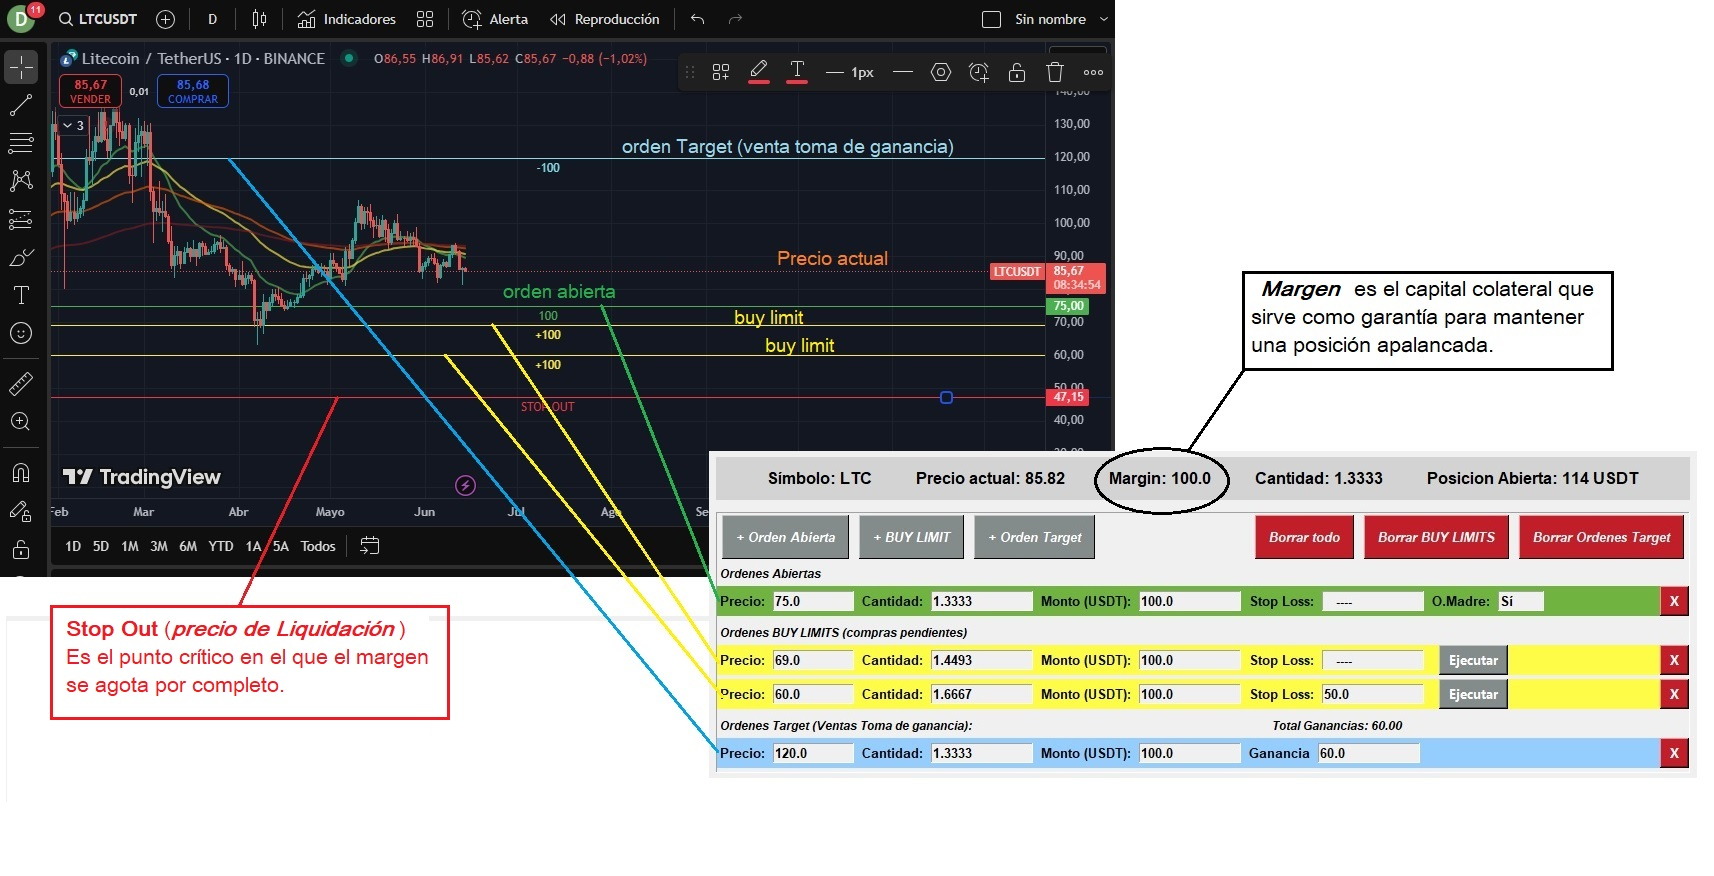 D
11
LTCUSDT
D
Indicadores
Alerta
Reproducción
Sin nombre
Litecoin / TetherUS · 1D · BINANCE
O86,55 H86,91 L85,62 C85,67 −0,88 (−1,02%)
85,67
VENDER
0,01
85,68
COMPRAR
1px
3
140,00
130,00
orden Target (venta toma de ganancia)
120,00
-100
110,00
100,00
90,00
Precio actual
LTCUSDT
85,67
08:34:54
orden abierta
75,00
100
buy limit
70,00
+100
buy limit
60,00
+100
50,00
47,15
STOP OUT
40,00
TradingView
Feb
Mar
Abr
Mayo
Jun
Jul
Ago
Se
1D
5D
1M
3M
6M
YTD
1A
5A
Todos
Margen es el capital colateral que
sirve como garantía para mantener
una posición apalancada.
Stop Out (precio de Liquidación)
Es el punto crítico en el que el margen
se agota por completo.
Símbolo: LTC
Precio actual: 85.82
Margin: 100.0
Cantidad: 1.3333
Posicion Abierta: 114 USDT
+ Orden Abierta
+ BUY LIMIT
+ Orden Target
Borrar todo
Borrar BUY LIMITS
Borrar Ordenes Target
Ordenes Abiertas
Precio: 75.0 Cantidad: 1.3333 Monto (USDT): 100.0 Stop Loss: ---- O.Madre: Sí X
Ordenes BUY LIMITS (compras pendientes)
Precio: 69.0 Cantidad: 1.4493 Monto (USDT): 100.0 Stop Loss: ---- Ejecutar X
Precio: 60.0 Cantidad: 1.6667 Monto (USDT): 100.0 Stop Loss: 50.0 Ejecutar X
Ordenes Target (Ventas Toma de ganancia): Total Ganancias: 60.00
Precio: 120.0 Cantidad: 1.3333 Monto (USDT): 100.0 Ganancia 60.0 X